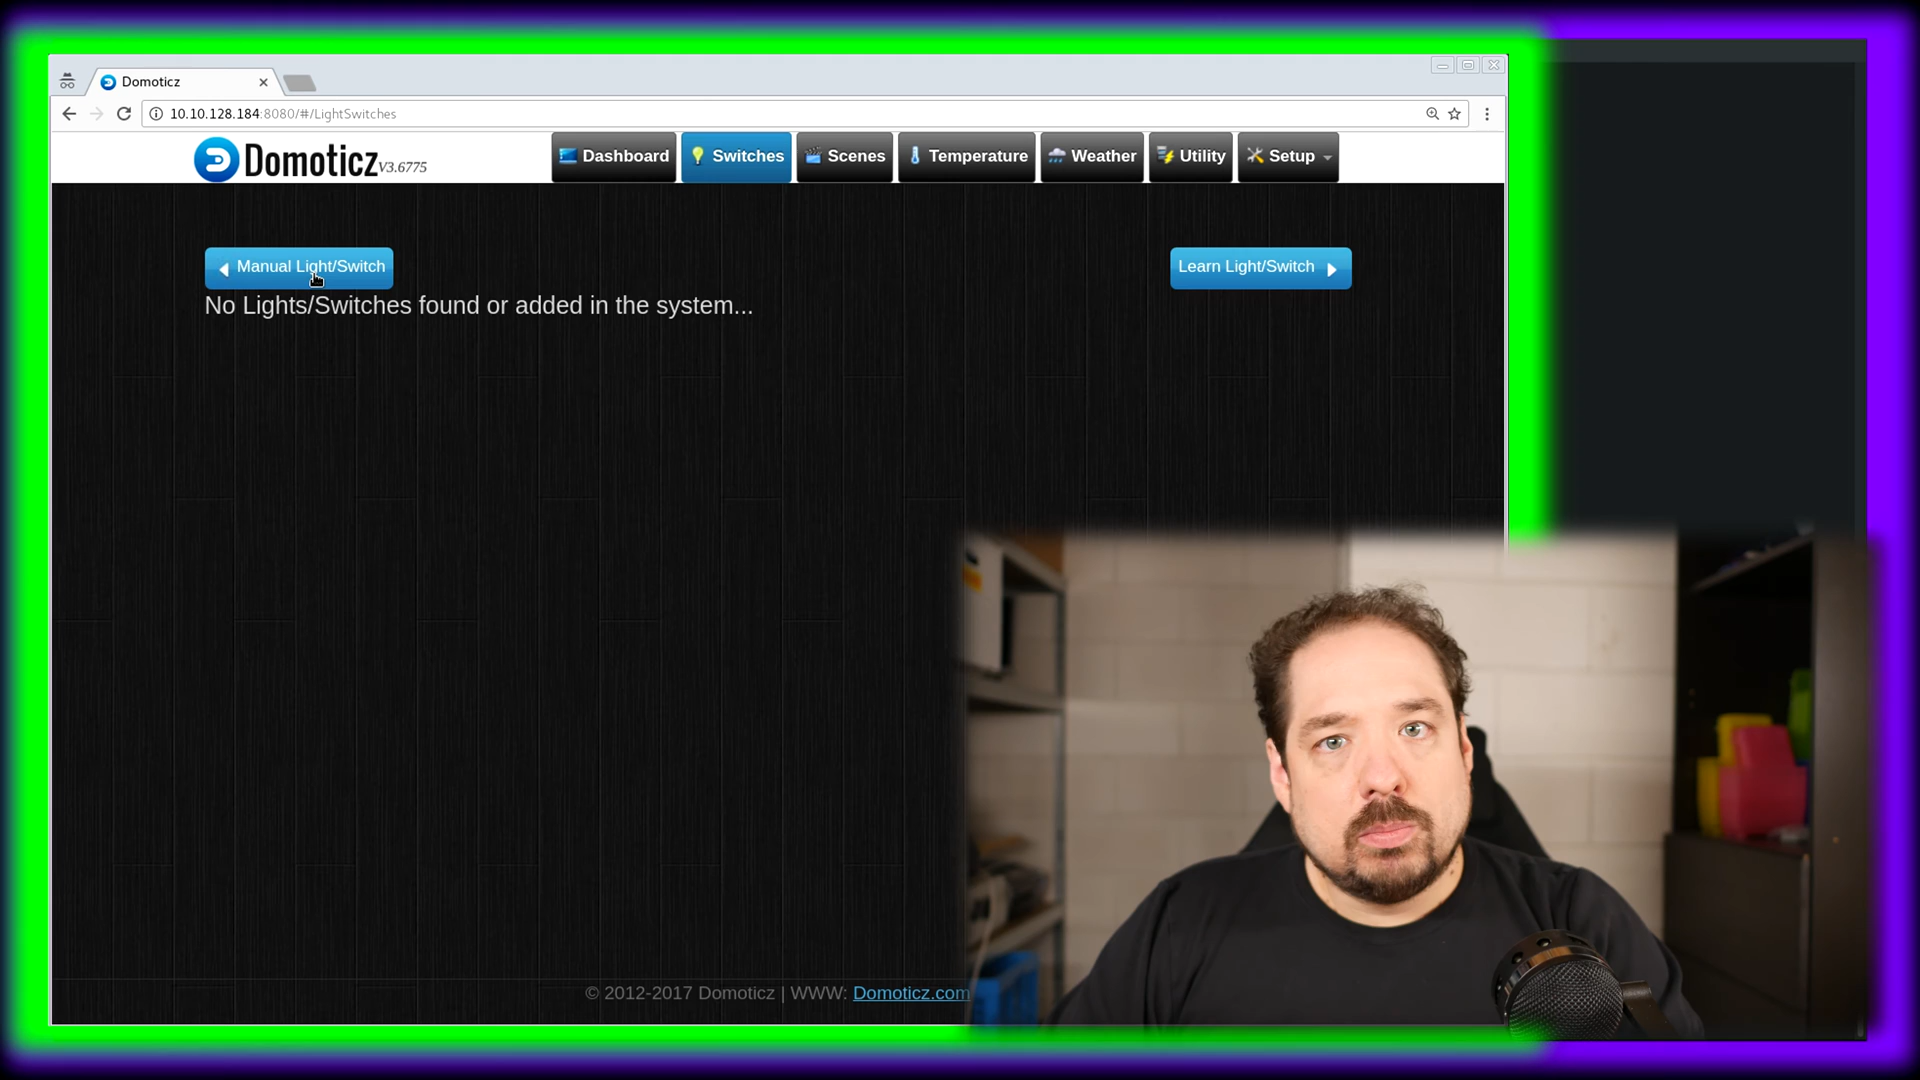 Domoticz
10.10.128.184:8080/#/LightSwitches
Domoticz V3.6775
Dashboard
Switches
Scenes
Temperature
Weather
Utility
Setup
Manual Light/Switch
Learn Light/Switch
No Lights/Switches found or added in the system...
© 2012-2017 Domoticz | WWW: Domoticz.com